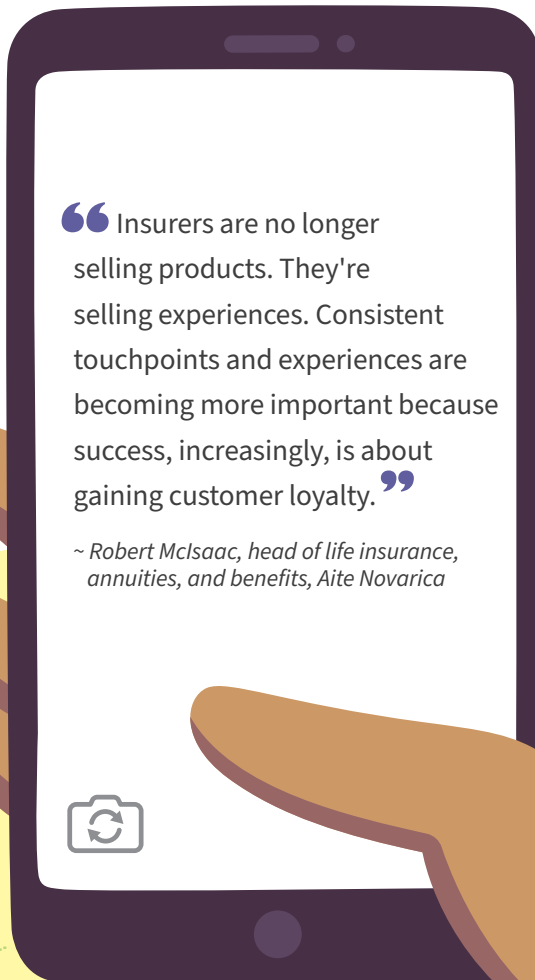 “ Insurers are no longer
selling products. They're
selling experiences. Consistent
touchpoints and experiences are
becoming more important because
success, increasingly, is about
gaining customer loyalty. ”
~ Robert McIsaac, head of life insurance,
annuities, and benefits, Aite Novarica